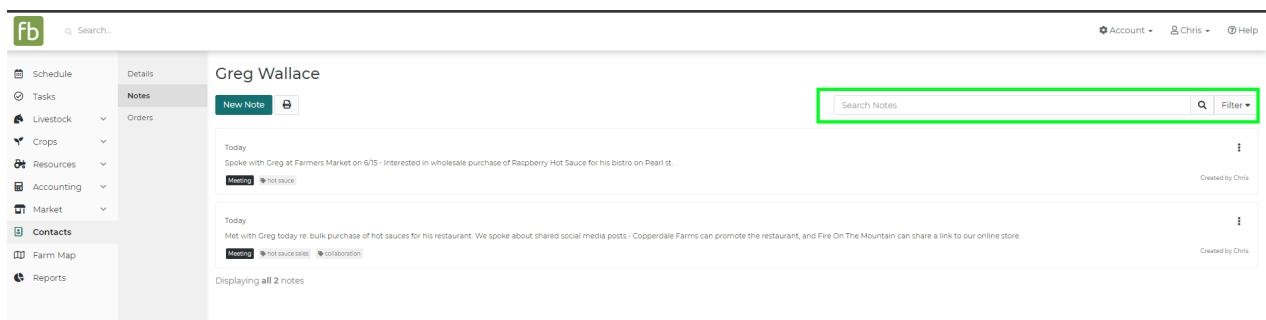 fb
Search...
Account
Chris
Help
Schedule
Tasks
Livestock
Crops
Resources
Accounting
Market
Contacts
Farm Map
Reports
Details
Notes
Orders
Greg Wallace
New Note
Search Notes
Filter
Today
Spoke with Greg at Farmers Market on 6/15 - Interested in wholesale purchase of Raspberry Hot Sauce for his bistro on Pearl st.
Meeting hot sauce
Created by Chris
Today
Met with Greg today re: bulk purchase of hot sauces for his restaurant. We spoke about shared social media posts - Copperdale Farms can promote the restaurant, and Fire On The Mountain can share a link to our online store.
Meeting hot sauce sales collaboration
Created by Chris
Displaying all 2 notes